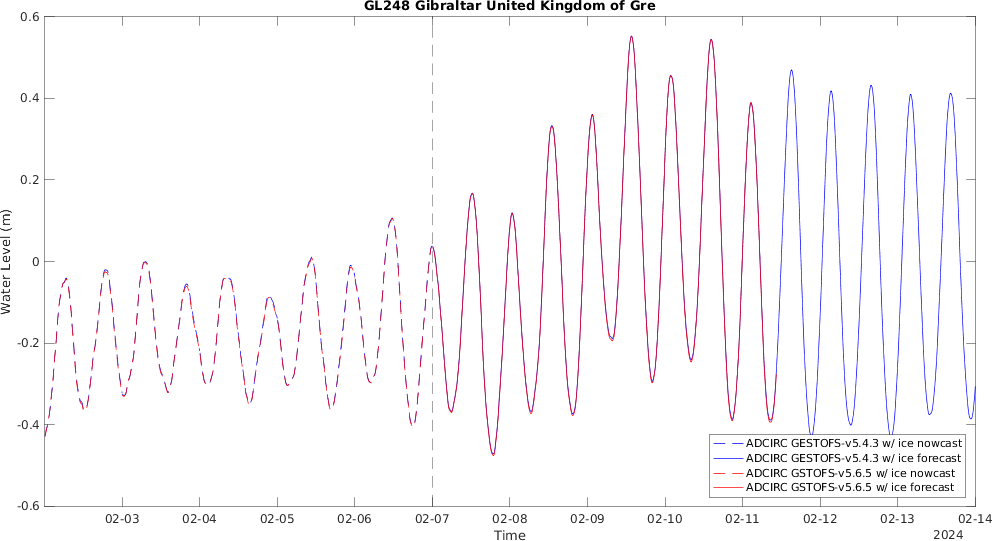 GL248 Gibraltar United Kingdom of Gre
0.6
0.4
0.2
0
-0.2
-0.4
-0.6
Water Level (m)
02-03 02-04 02-05 02-06 02-07 02-08 02-09 02-10 02-11 02-12 02-13 02-14
Time
2024
ADCIRC GESTOFS-v5.4.3 w/ ice nowcast
ADCIRC GESTOFS-v5.4.3 w/ ice forecast
ADCIRC GSTOFS-v5.6.5 w/ ice nowcast
ADCIRC GSTOFS-v5.6.5 w/ ice forecast